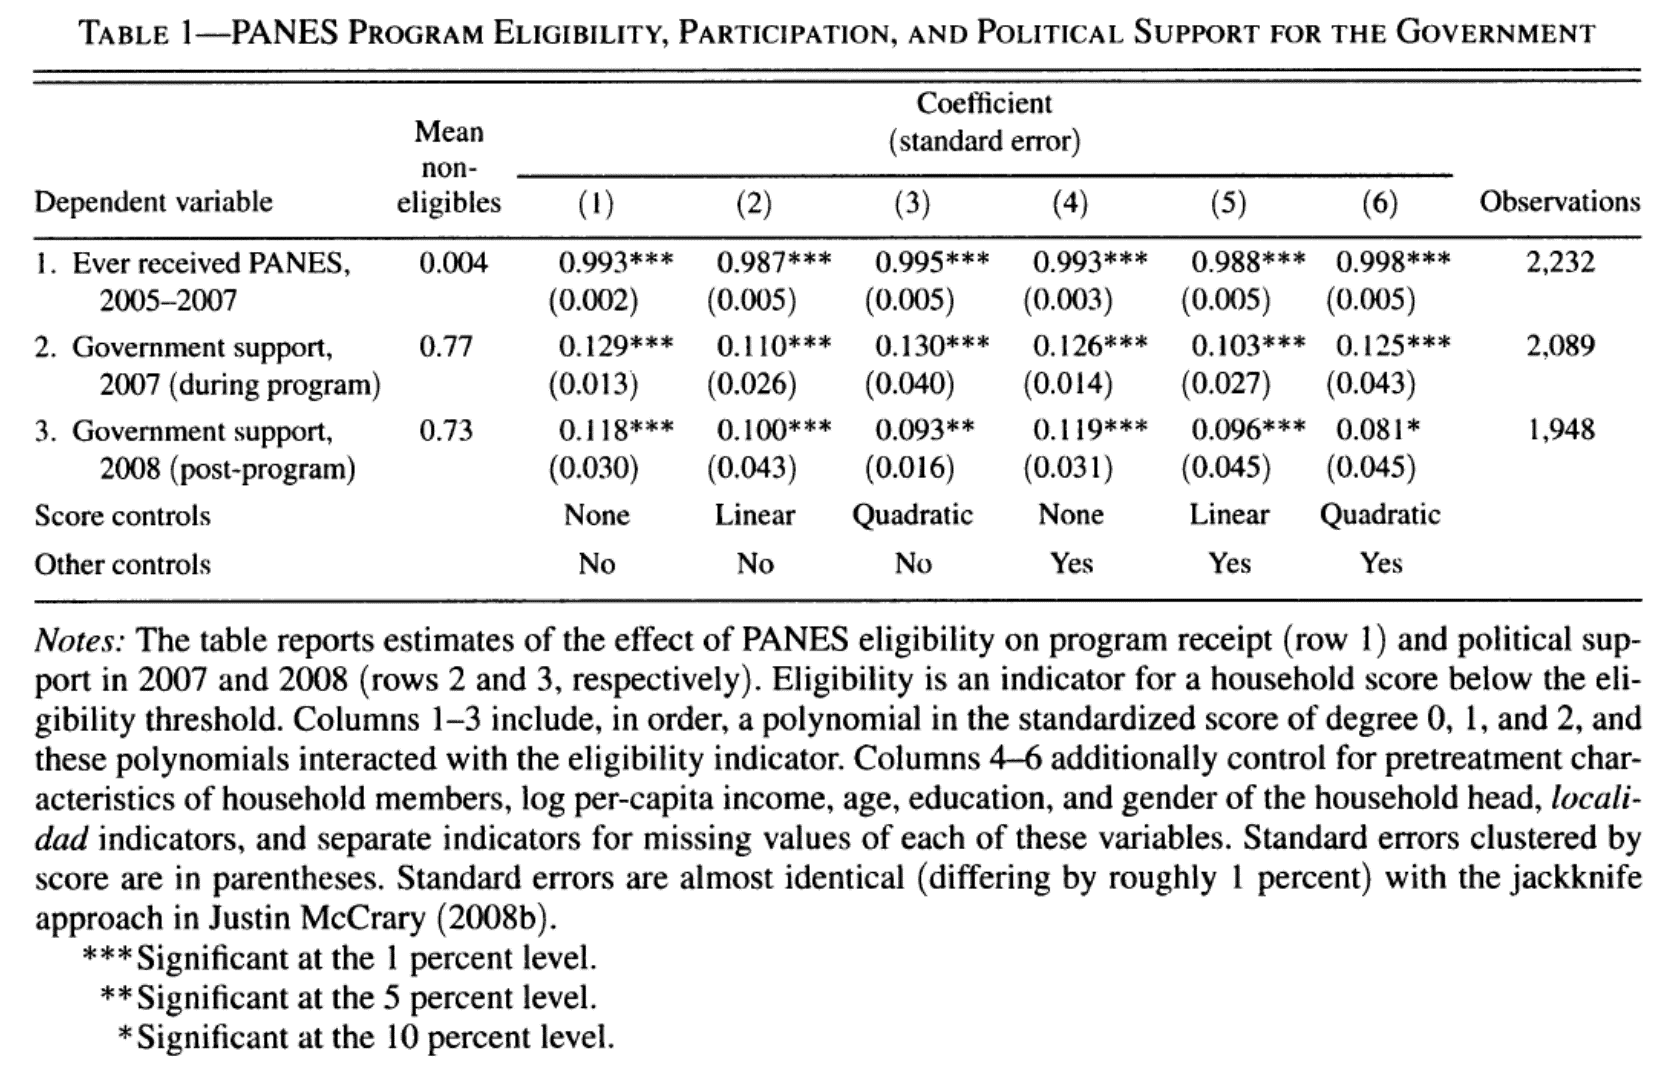 TABLE 1—PANES PROGRAM ELIGIBILITY, PARTICIPATION, AND POLITICAL SUPPORT FOR THE GOVERNMENT
Coefficient
(standard error)
Mean
non-
Dependent variable eligibles (1) (2) (3) (4) (5) (6) Observations
1. Ever received PANES, 0.004 0.993*** 0.987*** 0.995*** 0.993*** 0.988*** 0.998*** 2,232
2005–2007 (0.002) (0.005) (0.005) (0.003) (0.005) (0.005)
2. Government support, 0.77 0.129*** 0.110*** 0.130*** 0.126*** 0.103*** 0.125*** 2,089
2007 (during program) (0.013) (0.026) (0.040) (0.014) (0.027) (0.043)
3. Government support, 0.73 0.118*** 0.100*** 0.093** 0.119*** 0.096*** 0.081* 1,948
2008 (post-program) (0.030) (0.043) (0.016) (0.031) (0.045) (0.045)
Score controls None Linear Quadratic None Linear Quadratic
Other controls No No No Yes Yes Yes
Notes: The table reports estimates of the effect of PANES eligibility on program receipt (row 1) and political sup-
port in 2007 and 2008 (rows 2 and 3, respectively). Eligibility is an indicator for a household score below the eli-
gibility threshold. Columns 1–3 include, in order, a polynomial in the standardized score of degree 0, 1, and 2, and
these polynomials interacted with the eligibility indicator. Columns 4–6 additionally control for pretreatment char-
acteristics of household members, log per-capita income, age, education, and gender of the household head, locali-
dad indicators, and separate indicators for missing values of each of these variables. Standard errors clustered by
score are in parentheses. Standard errors are almost identical (differing by roughly 1 percent) with the jackknife
approach in Justin McCrary (2008b).
***Significant at the 1 percent level.
**Significant at the 5 percent level.
*Significant at the 10 percent level.